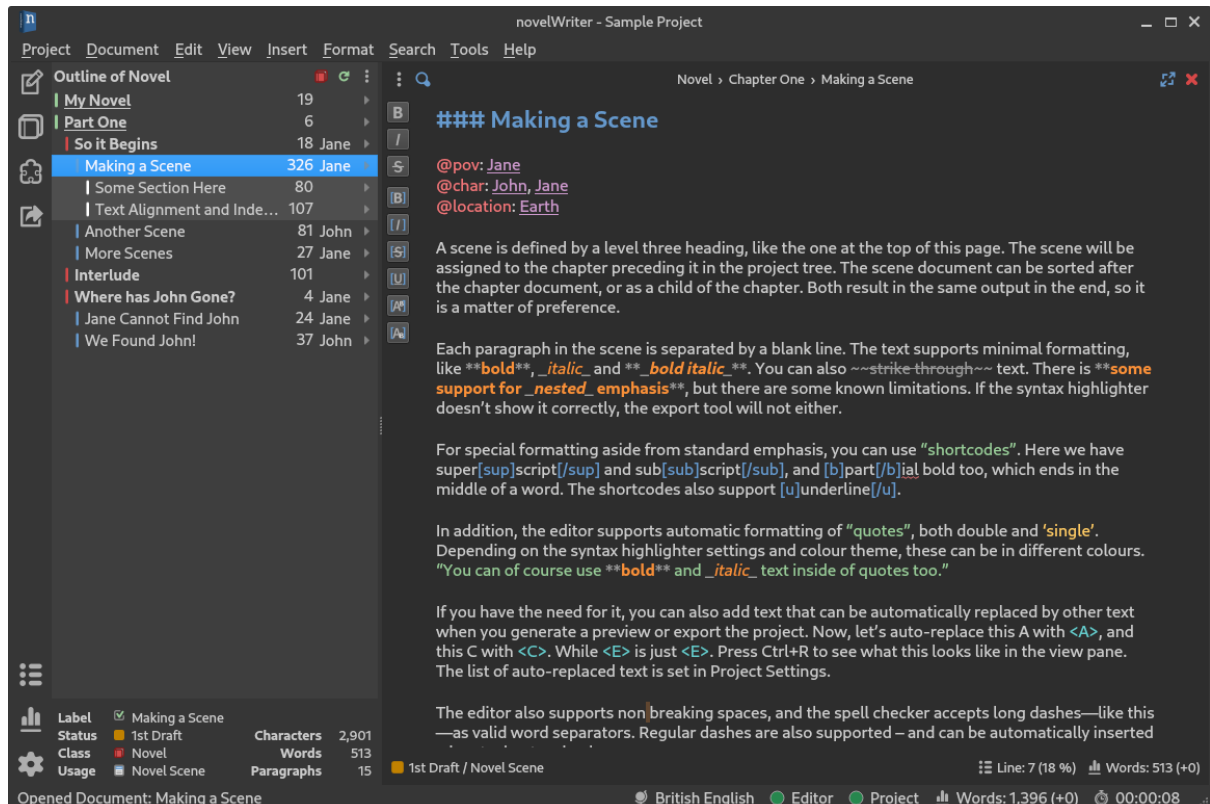 novelWriter - Sample Project
Project Document Edit View Insert Format Search Tools Help
Outline of Novel
My Novel 19
Part One 6
So it Begins 18 Jane
Making a Scene 326 Jane
Some Section Here 80
Text Alignment and Inde... 107
Another Scene 81 John
More Scenes 27 Jane
Interlude 101
Where has John Gone? 4 Jane
Jane Cannot Find John 24 Jane
We Found John! 37 John
Label Making a Scene
Status 1st Draft Characters 2,901
Class Novel Words 513
Usage Novel Scene Paragraphs 15
Novel › Chapter One › Making a Scene
B
I
S
[B]
[I]
[S]
[U]
[A]
[A]
### Making a Scene
@pov: Jane
@char: John, Jane
@location: Earth
A scene is defined by a level three heading, like the one at the top of this page. The scene will be
assigned to the chapter preceding it in the project tree. The scene document can be sorted after
the chapter document, or as a child of the chapter. Both result in the same output in the end, so it
is a matter of preference.
Each paragraph in the scene is separated by a blank line. The text supports minimal formatting,
like **bold**, _italic_ and **_bold italic_**. You can also ~~strike through~~ text. There is **some
support for _nested_ emphasis**, but there are some known limitations. If the syntax highlighter
doesn’t show it correctly, the export tool will not either.
For special formatting aside from standard emphasis, you can use “shortcodes”. Here we have
super[sup]script[/sup] and sub[sub]script[/sub], and [b]part[/b]ial bold too, which ends in the
middle of a word. The shortcodes also support [u]underline[/u].
In addition, the editor supports automatic formatting of “quotes”, both double and ‘single’.
Depending on the syntax highlighter settings and colour theme, these can be in different colours.
“You can of course use **bold** and _italic_ text inside of quotes too.”
If you have the need for it, you can also add text that can be automatically replaced by other text
when you generate a preview or export the project. Now, let’s auto-replace this A with <A>, and
this C with <C>. While <E> is just <E>. Press Ctrl+R to see what this looks like in the view pane.
The list of auto-replaced text is set in Project Settings.
The editor also supports non breaking spaces, and the spell checker accepts long dashes—like this
—as valid word separators. Regular dashes are also supported – and can be automatically inserted
1st Draft / Novel Scene Line: 7 (18 %) Words: 513 (+0)
Opened Document: Making a Scene British English Editor Project Words: 1,396 (+0) 00:00:08